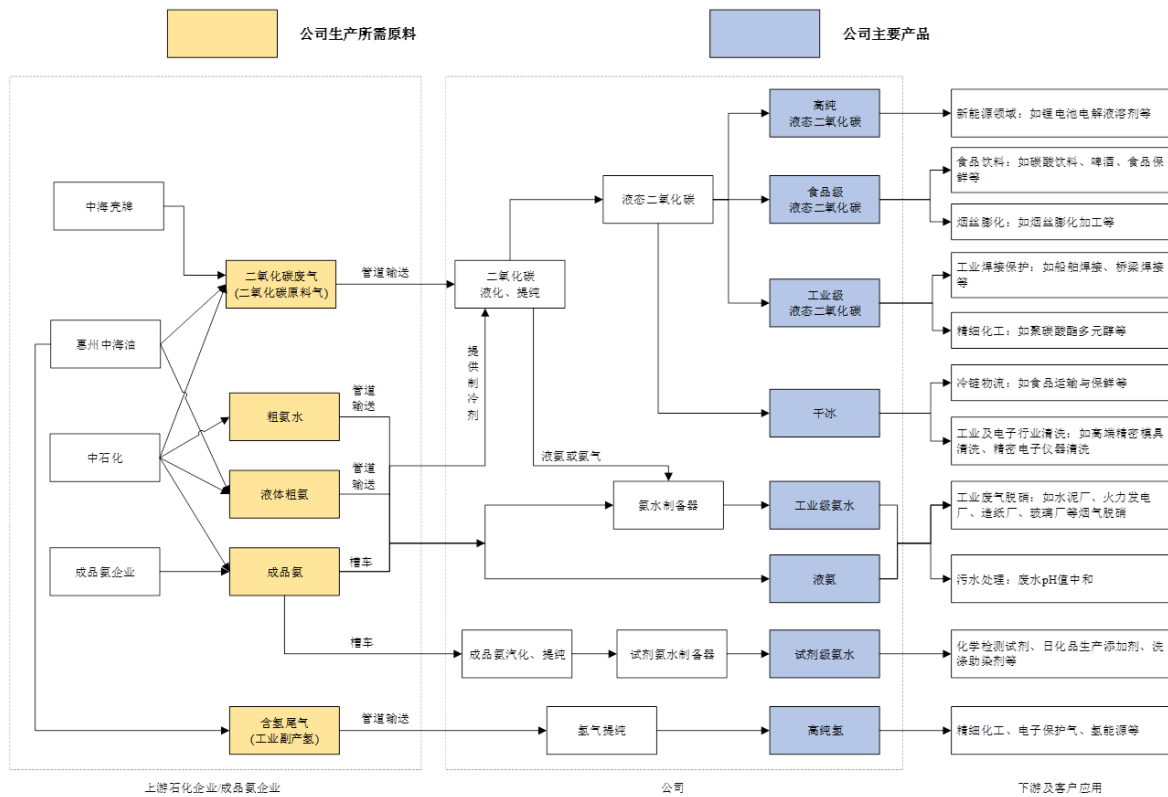 公司生产所需原料
公司主要产品
中海壳牌
惠州中海油
中石化
成品氨企业
二氧化碳废气
(二氧化碳原料气)
粗氨水
液体粗氨
成品氨
含氢尾气
(工业副产氢)
管道输送
管道
输送
管道
输送
槽车
槽车
管道输送
提供制冷剂
二氧化碳
液化、提纯
液态二氧化碳
液氨或氨气
氨水制备器
成品氨汽化、提纯
试剂氨水制备器
氢气提纯
高纯
液态二氧化碳
食品级
液态二氧化碳
工业级
液态二氧化碳
干冰
工业级氨水
液氨
试剂级氨水
高纯氢
新能源领域：如锂电池电解液溶剂等
食品饮料：如碳酸饮料、啤酒、食品保
鲜等
烟丝膨化：如烟丝膨化加工等
工业焊接保护：如船舶焊接、桥梁焊接
等
精细化工：如聚碳酸酯多元醇等
冷链物流：如食品运输与保鲜等
工业及电子行业清洗：如高端精密模具
清洗、精密电子仪器清洗
工业废气脱硝：如水泥厂、火力发电
厂、造纸厂、玻璃厂等烟气脱硝
污水处理：废水pH值中和
化学检测试剂、日化品生产添加剂、洗
涤助染剂等
精细化工、电子保护气、氢能源等
上游石化企业/成品氨企业
公司
下游及客户应用